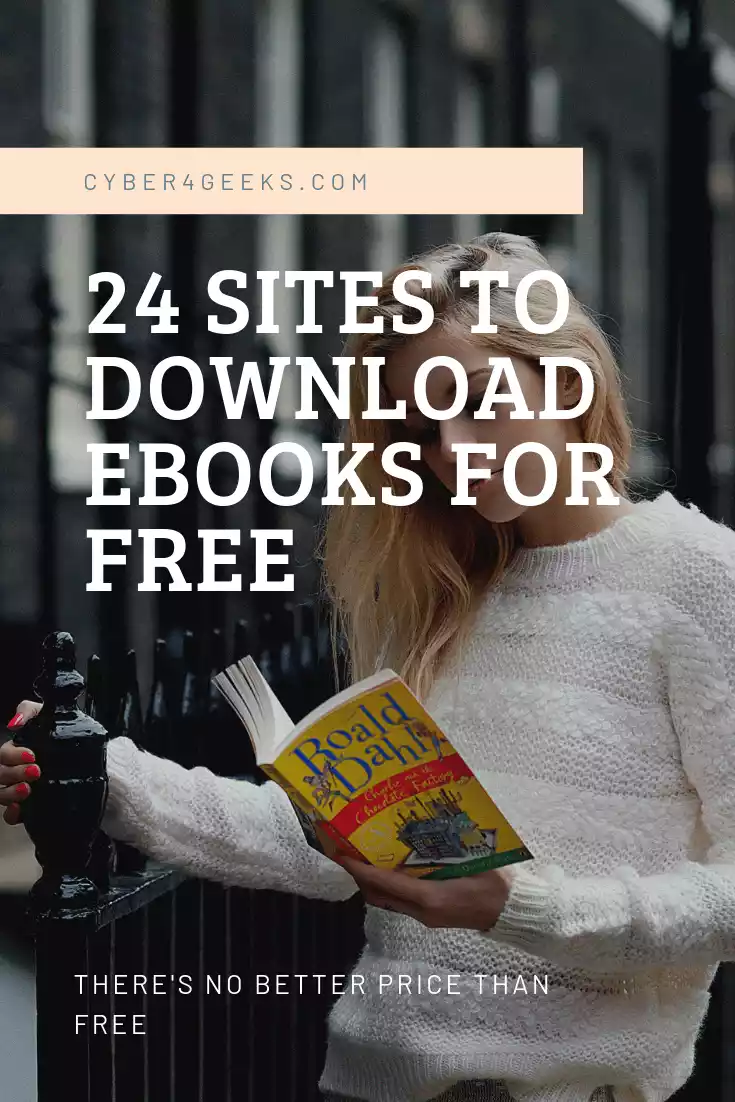 CYBER4GEEKS.COM
24 SITES TO
DOWNLOAD
EBOOKS FOR
FREE
Roald
Dahl
Charlie and the
Chocolate Factory
THERE'S NO BETTER PRICE THAN
FREE